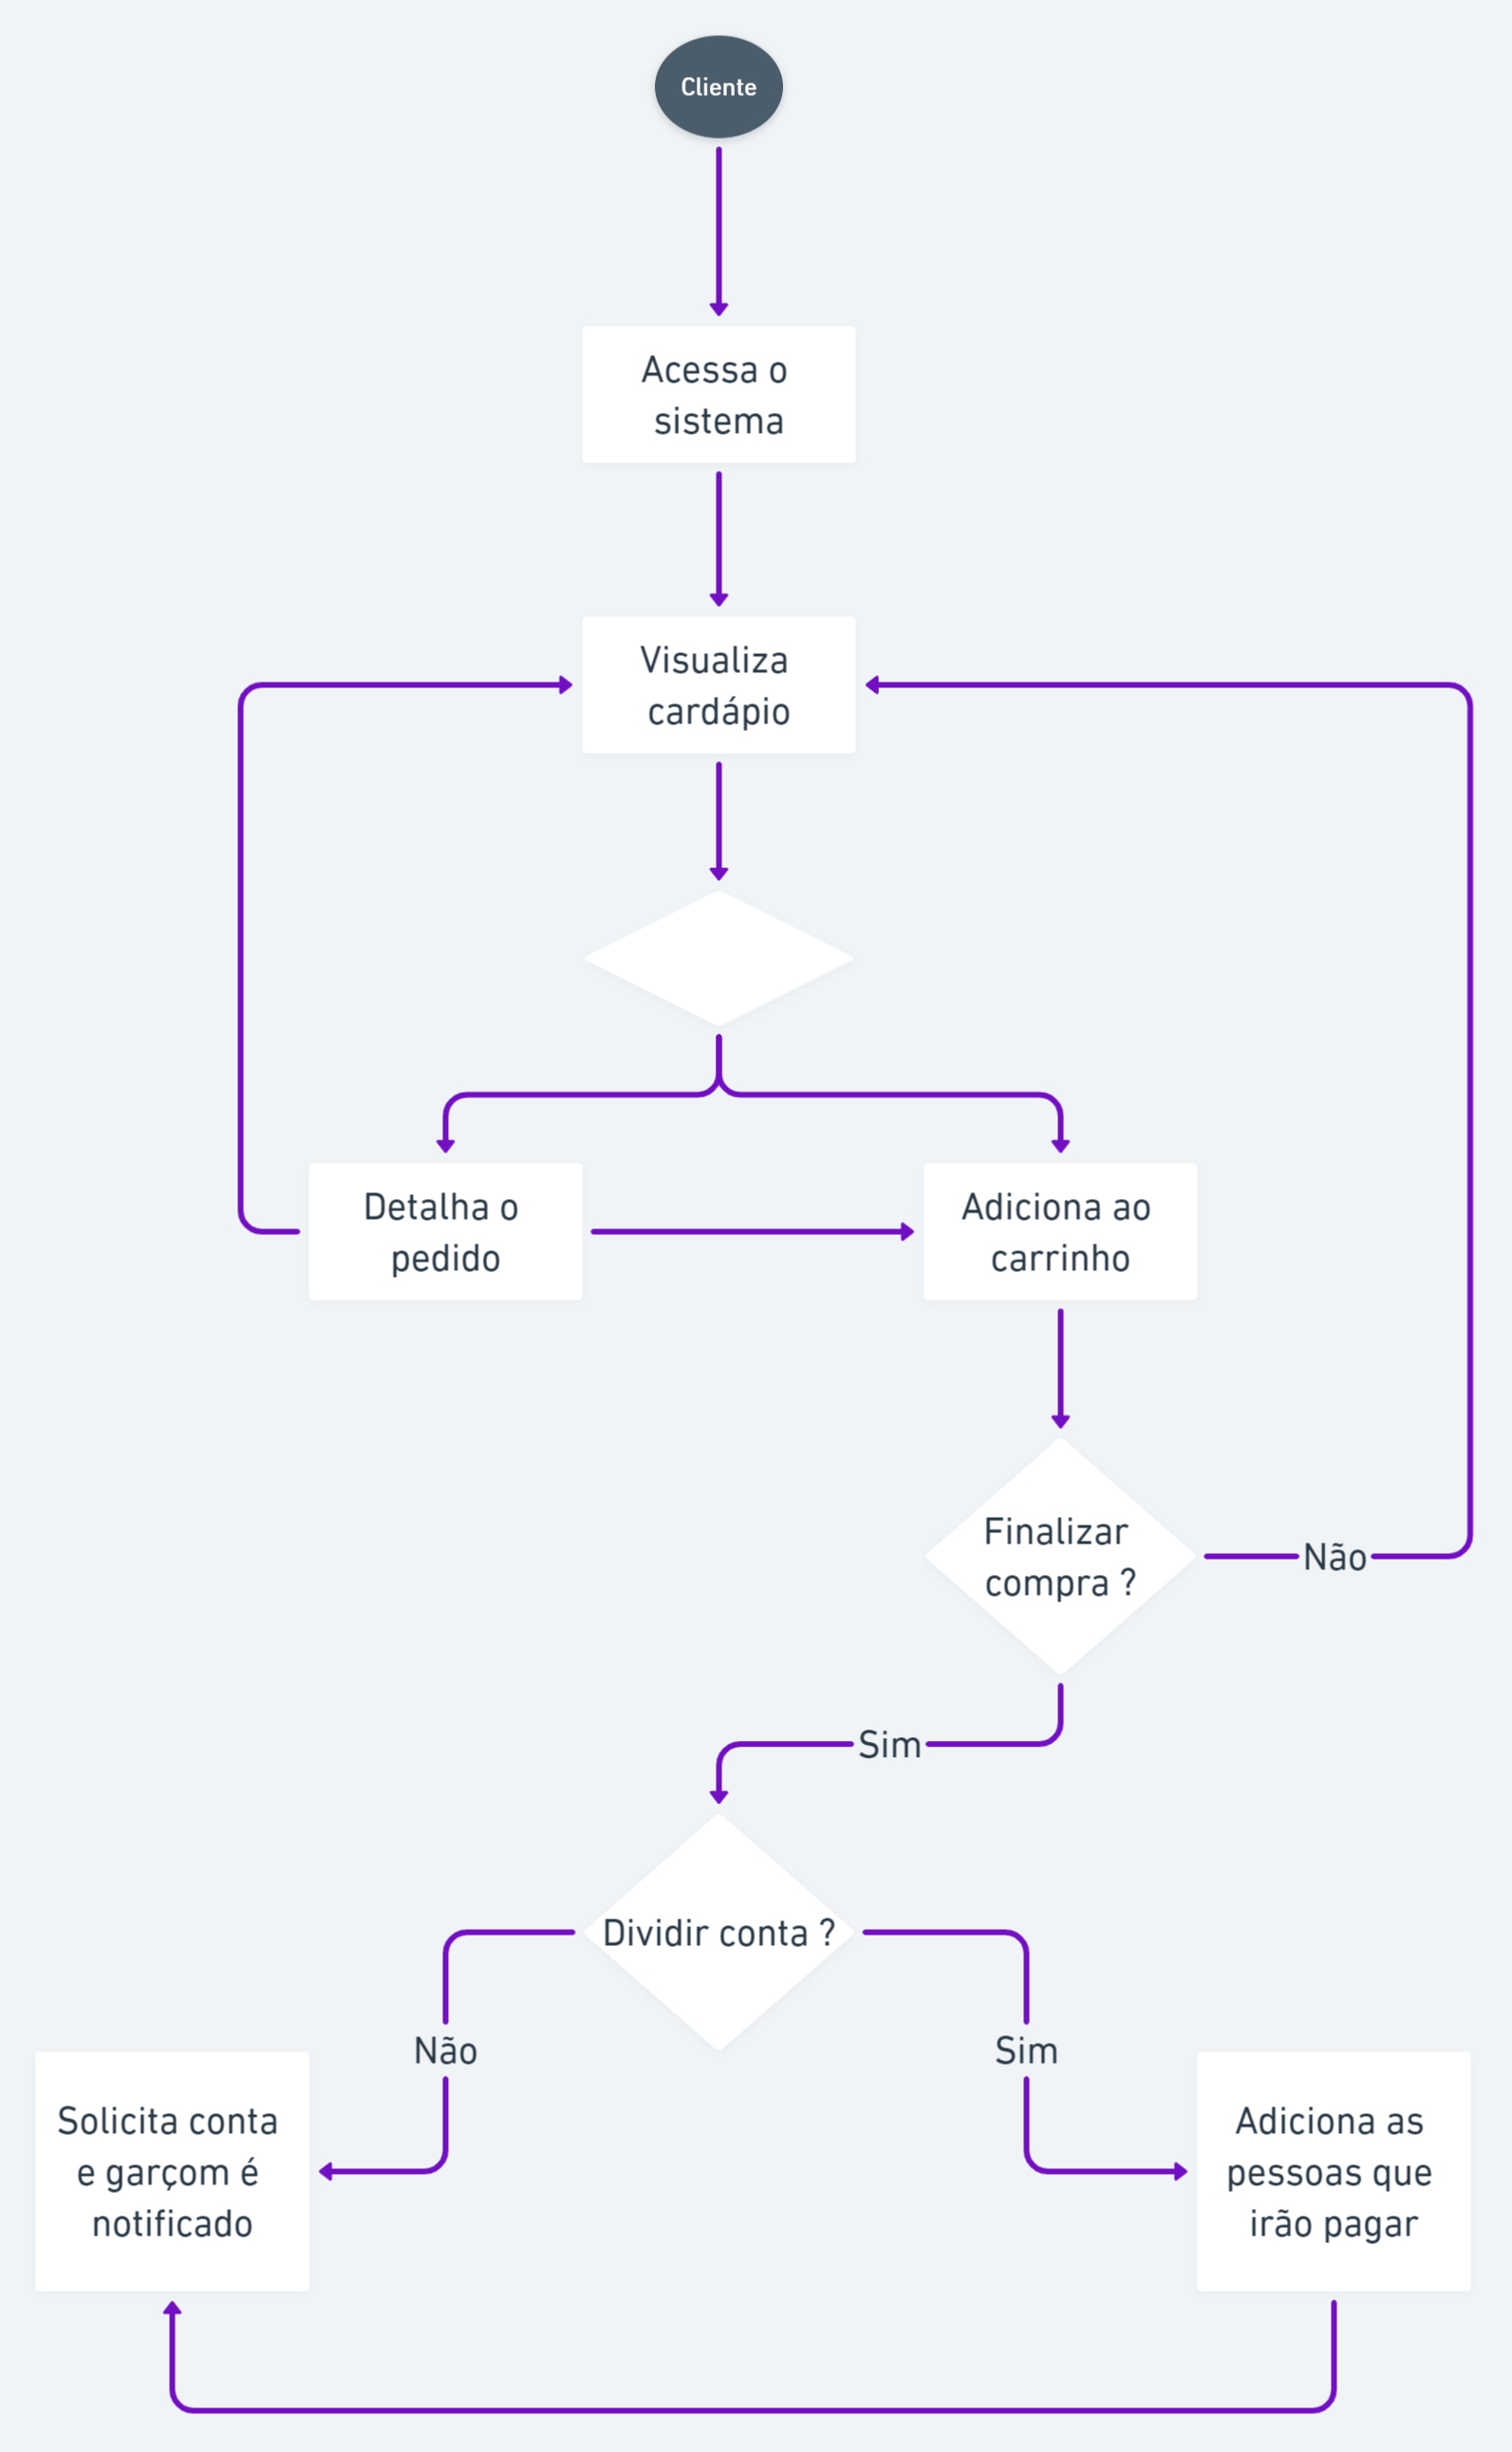 Cliente
Acessa o
sistema
Visualiza
cardápio
Detalha o
pedido
Adiciona ao
carrinho
Finalizar
compra ?
Não
Sim
Dividir conta ?
Não
Sim
Solicita conta
e garçom é
notificado
Adiciona as
pessoas que
irão pagar